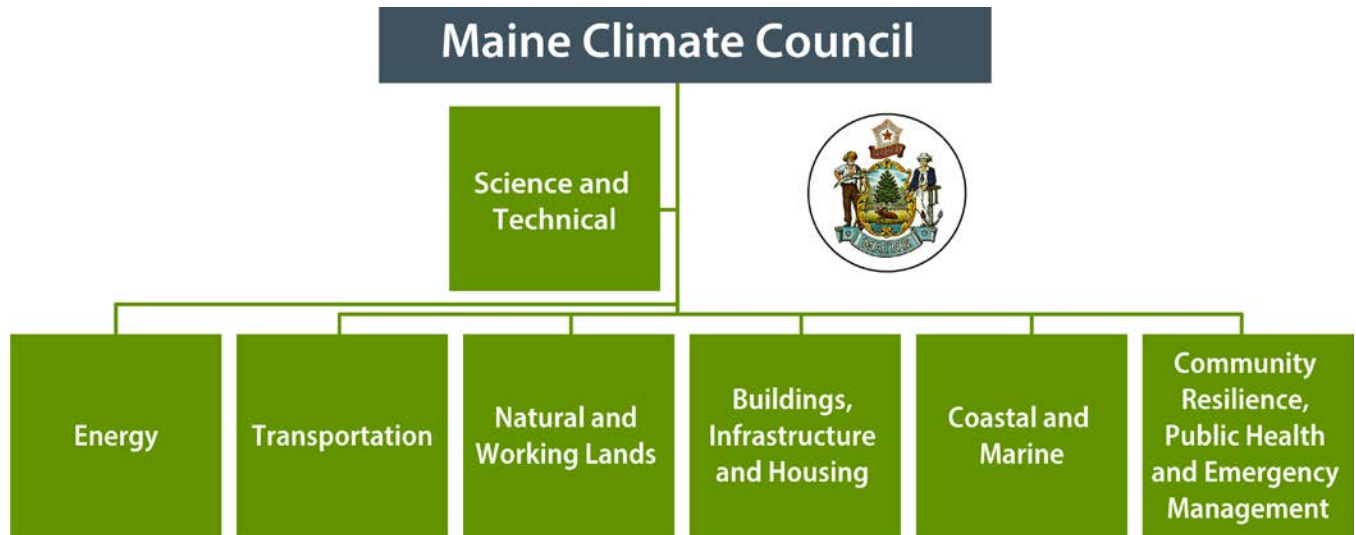 Maine Climate Council
Science and
Technical
Energy
Transportation
Natural and
Working Lands
Buildings,
Infrastructure
and Housing
Coastal and
Marine
Community
Resilience,
Public Health
and Emergency
Management